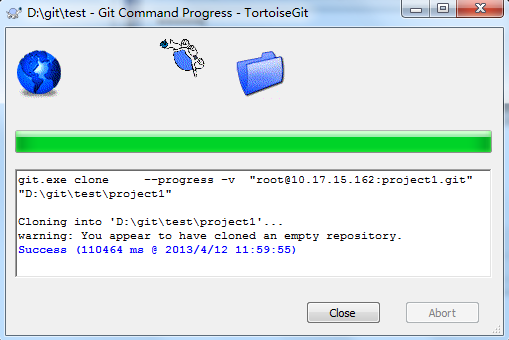 D:\git\test - Git Command Progress - TortoiseGit
git.exe clone     --progress -v  "root@10.17.15.162:project1.git"
"D:\git\test\project1"
Cloning into 'D:\git\test\project1'...
warning: You appear to have cloned an empty repository.
Success (110464 ms @ 2013/4/12 11:59:55)
Close
Abort